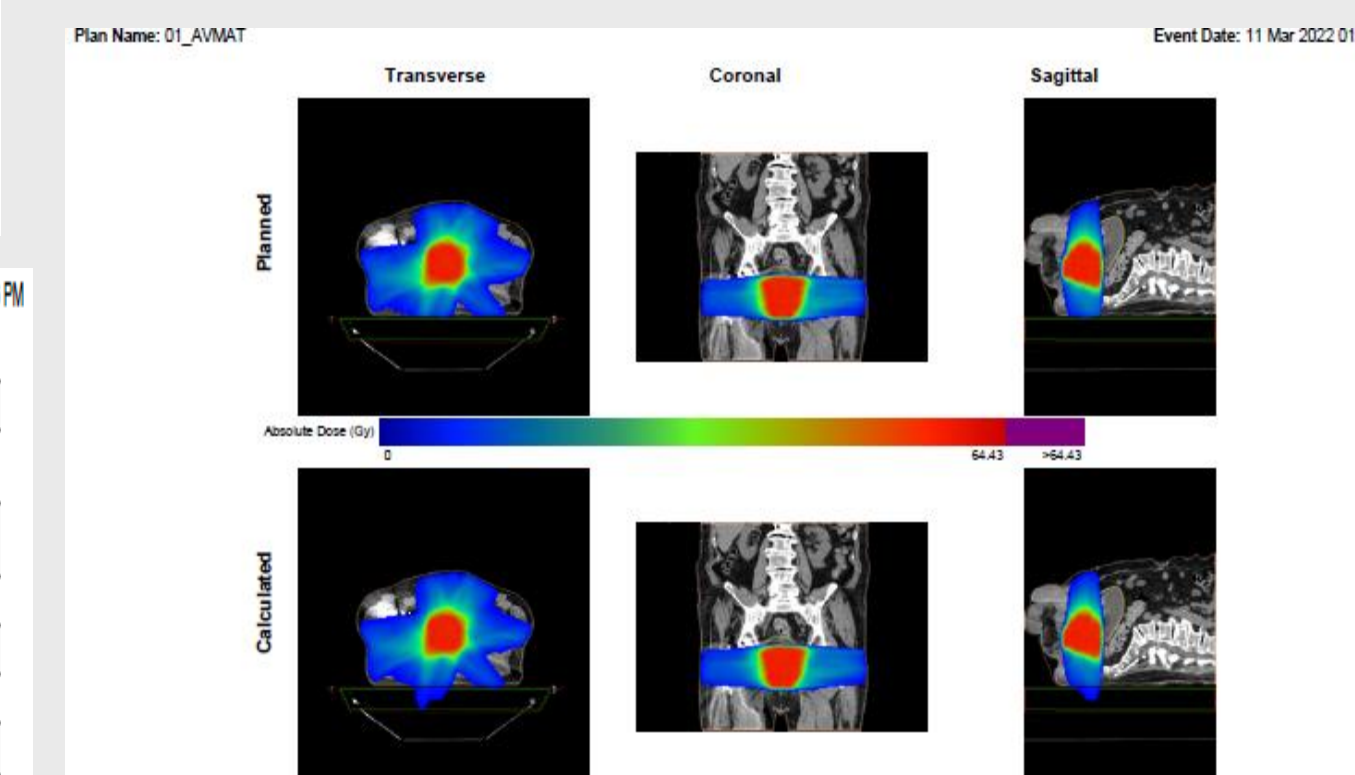 Plan Name: 01_AVMAT
Event Date: 11 Mar 2022 01
Transverse
Coronal
Sagittal
Planned
PM
Absolute Dose (Gy)
0
64.43
>64.43
Calculated